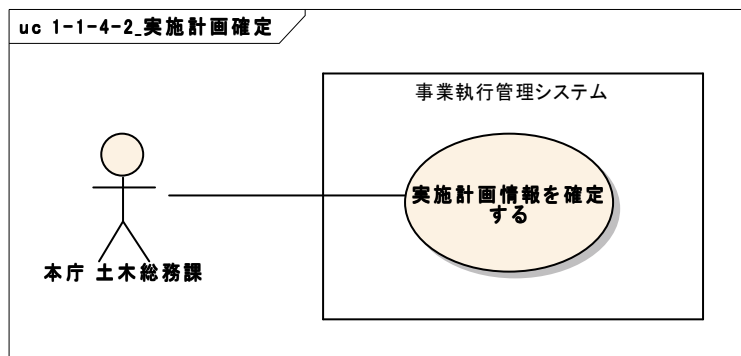 uc 1-1-4-2_実施計画確定
事業執行管理システム
実施計画情報を確定
する
本庁 土木総務課